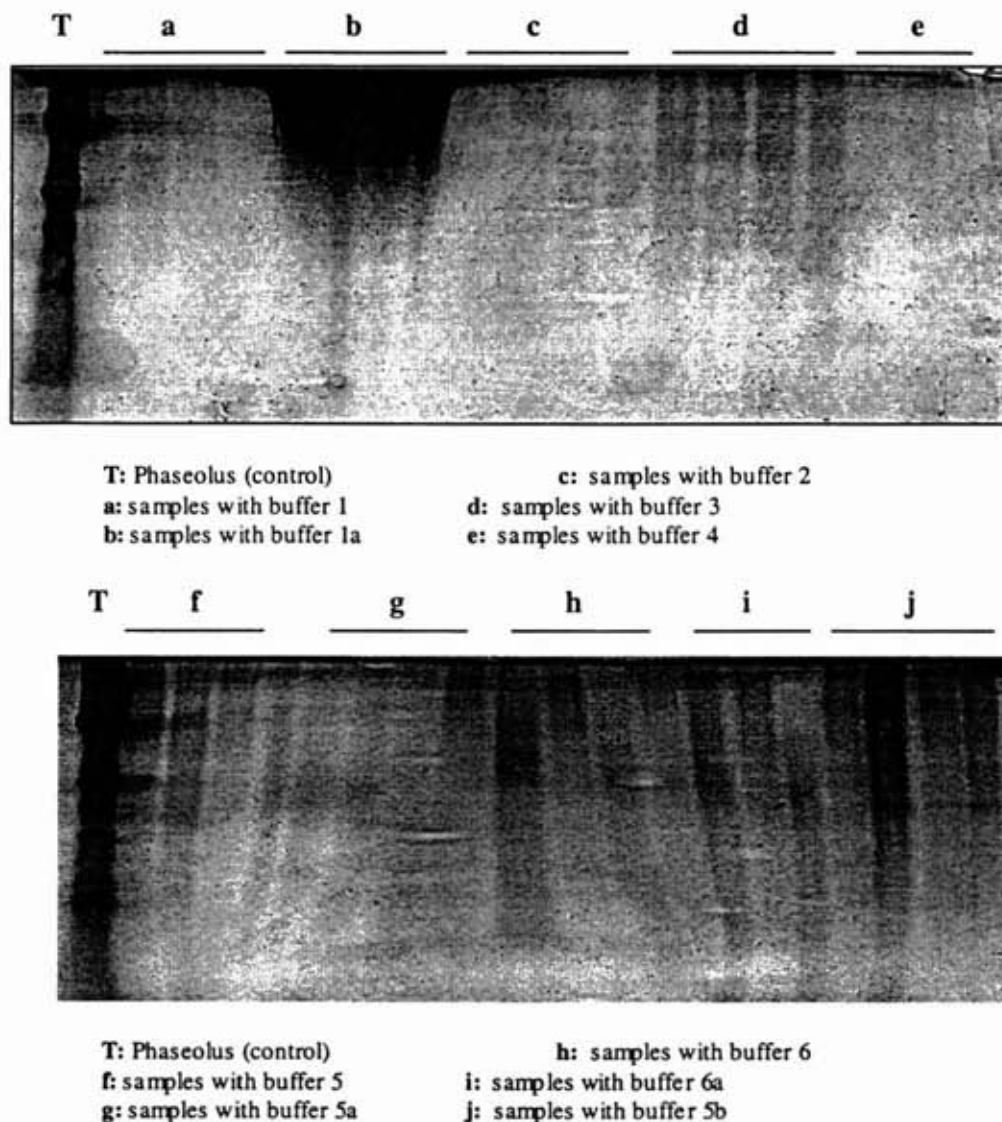 T a b c d e
T: Phaseolus (control) c: samples with buffer 2
a: samples with buffer 1 d: samples with buffer 3
b: samples with buffer 1a e: samples with buffer 4
T f g h i j
T: Phaseolus (control) h: samples with buffer 6
f: samples with buffer 5 i: samples with buffer 6a
g: samples with buffer 5a j: samples with buffer 5b